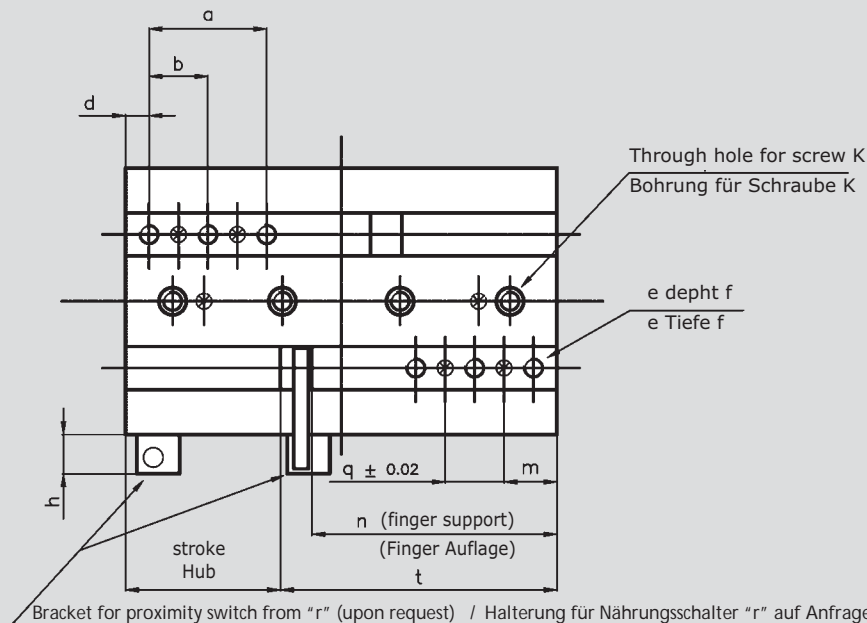 a
b
d
Through hole for screw K
Bohrung für Schraube K
e depht f
e Tiefe f
q ± 0.02
m
h
n (finger support)
(Finger Auflage)
stroke
Hub
t
Bracket for proximity switch from "r" (upon request) / Halterung für Nährungsschalter "r" auf Anfrage